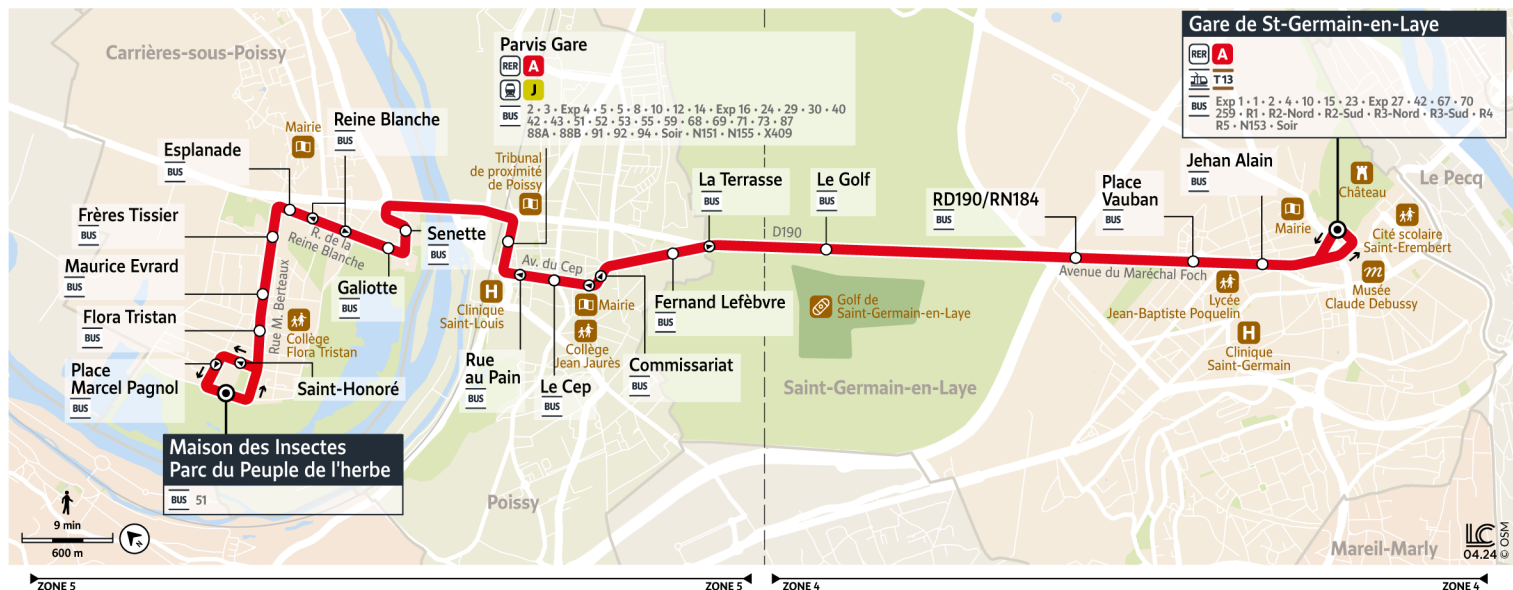 Carrières-sous-Poissy
Parvis Gare
RER A
J
BUS 2 • 3 • Exp 4 • 5 • 5 • 8 • 10 • 12 • 14 • Exp 16 • 24 • 29 • 30 • 40
42 • 43 • 51 • 52 • 53 • 55 • 59 • 68 • 69 • 71 • 73 • 87
88A • 88B • 91 • 92 • 94 • Soir • N151 • N155 • X409
Gare de St-Germain-en-Laye
RER A
T13
BUS Exp 1 • 1 • 2 • 4 • 10 • 15 • 23 • Exp 27 • 42 • 67 • 70
259 • R1 • R2-Nord • R2-Sud • R3-Nord • R3-Sud • R4
R5 • N153 • Soir
Mairie
Reine Blanche
BUS
Esplanade
BUS
Tribunal
de proximité
de Poissy
La Terrasse
BUS
Le Golf
BUS
RD190/RN184
BUS
Place
Vauban
BUS
Jehan Alain
BUS
Château
Le Pecq
Mairie
Cité scolaire
Saint-Erembert
Frères Tissier
BUS
R. de la
Reine Blanche
Senette
BUS
D190
Maurice Evrard
BUS
Rue M. Berteaux
Galiotte
BUS
Av. du Cep
Avenue du Maréchal Foch
Musée
Claude Debussy
Flora Tristan
BUS
Collège
Flora Tristan
H
Clinique
Saint-Louis
Mairie
Fernand Lefèbvre
BUS
Golf de
Saint-Germain-en-Laye
Lycée
Jean-Baptiste Poquelin
Place
Marcel Pagnol
BUS
Saint-Honoré
Rue
au Pain
BUS
Le Cep
BUS
Collège
Jean Jaurès
Commissariat
BUS
Saint-Germain-en-Laye
H
Clinique
Saint-Germain
Maison des Insectes
Parc du Peuple de l'herbe
BUS 51
Poissy
9 min
600 m
Mareil-Marly
LC
04.24
© OSM
ZONE 5
ZONE 5
ZONE 4
ZONE 4